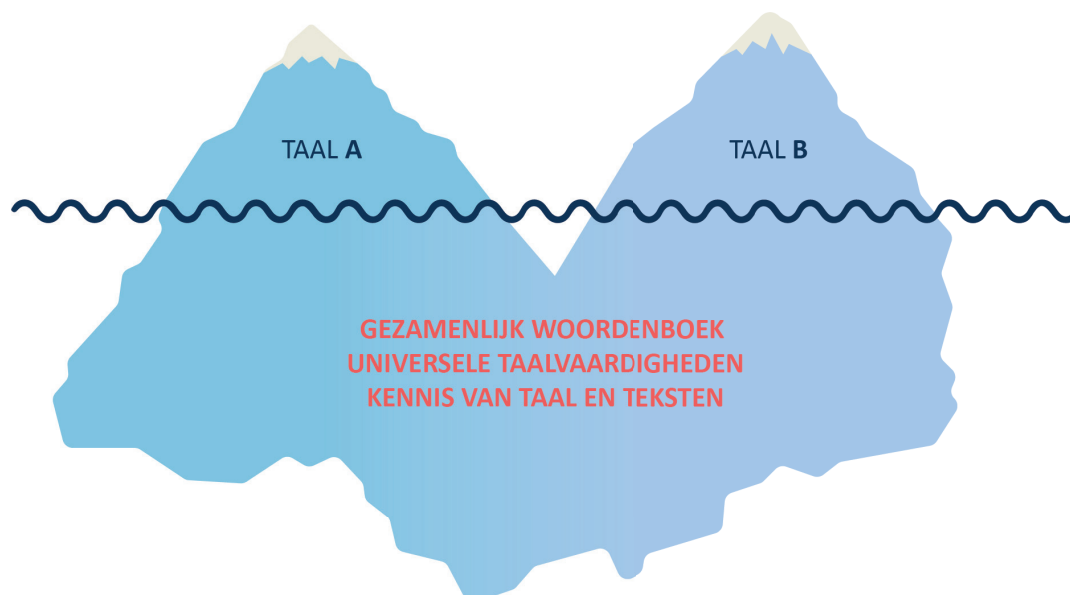 TAAL A
TAAL B
GEZAMENLIJK WOORDENBOEK
UNIVERSELE TAALVAARDIGHEDEN
KENNIS VAN TAAL EN TEKSTEN